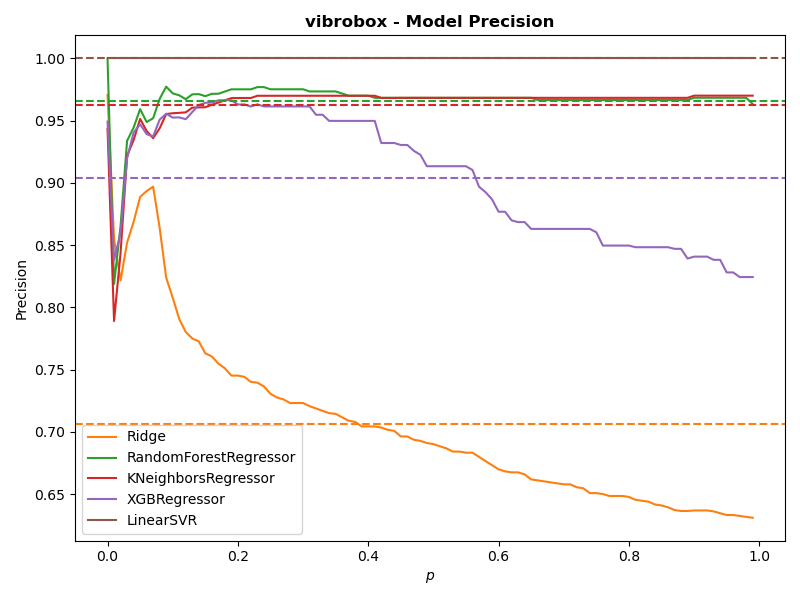 vibrobox - Model Precision
1.00
0.95
0.90
0.85
0.80
0.75
0.70
0.65
Precision
Ridge
RandomForestRegressor
KNeighborsRegressor
XGBRegressor
LinearSVR
0.0 0.2 0.4 0.6 0.8 1.0
p